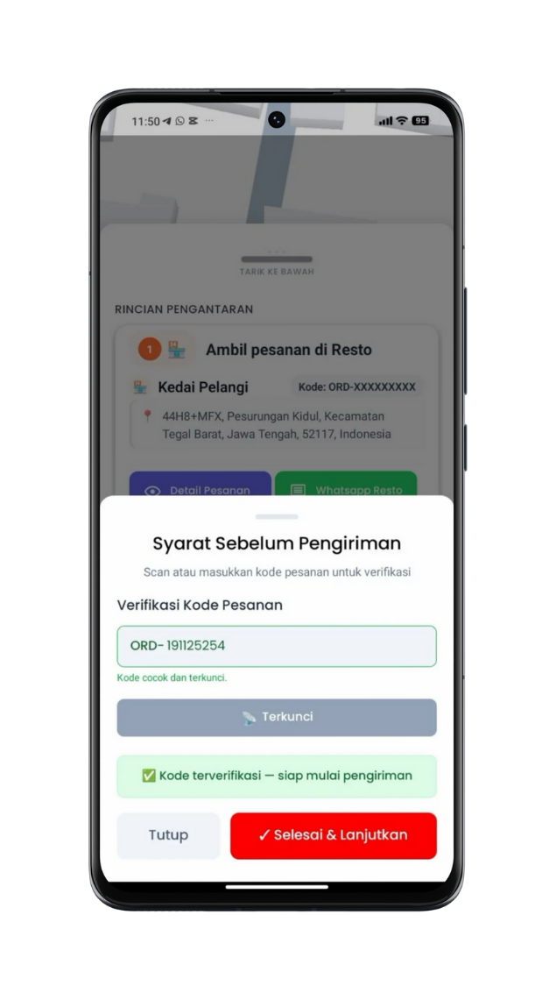 11:50
95
TARIK KE BAWAH
RINCIAN PENGANTARAN
1
Ambil pesanan di Resto
Kedai Pelangi
Kode: ORD-XXXXXXXXX
44H8+MFX, Pesurungan Kidul, Kecamatan
Tegal Barat, Jawa Tengah, 52117, Indonesia
Detail Pesanan
Whatsapp Resto
Syarat Sebelum Pengiriman
Scan atau masukkan kode pesanan untuk verifikasi
Verifikasi Kode Pesanan
ORD- 191125254
Kode cocok dan terkunci.
📡 Terkunci
✅ Kode terverifikasi — siap mulai pengiriman
Tutup
✓ Selesai & Lanjutkan